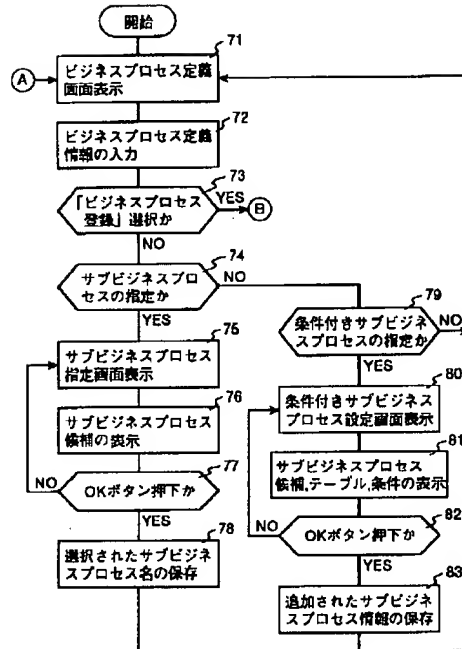 開始
71
A
ビジネスプロセス定義
画面表示
72
ビジネスプロセス定義
情報の入力
73
「ビジネスプロセス
登録」選択か
YES
B
NO
74
サブビジネスプロ
セスの指定か
NO
YES
79
条件付きサブビジネ
スプロセスの指定か
NO
YES
75
サブビジネスプロセス
指定画面表示
76
サブビジネスプロセス
候補の表示
77
NO
OKボタン押下か
YES
78
選択されたサブビジネ
スプロセス名の保存
80
条件付きサブビジネス
プロセス設定画面表示
81
サブビジネスプロセス
候補,テーブル,条件の表示
82
NO
OKボタン押下か
YES
83
追加されたサブビジネ
スプロセス情報の保存